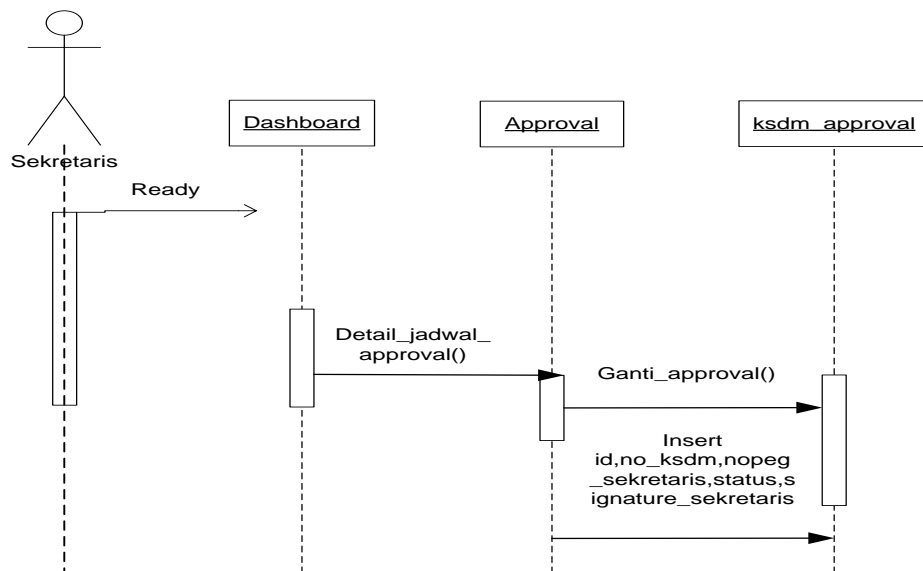 Sekretaris
Dashboard
Approval
ksdm_approval
Ready
Detail_jadwal_
approval()
Ganti_approval()
Insert
id,no_ksdm,nopeg
_sekretaris,status,s
ignature_sekretaris